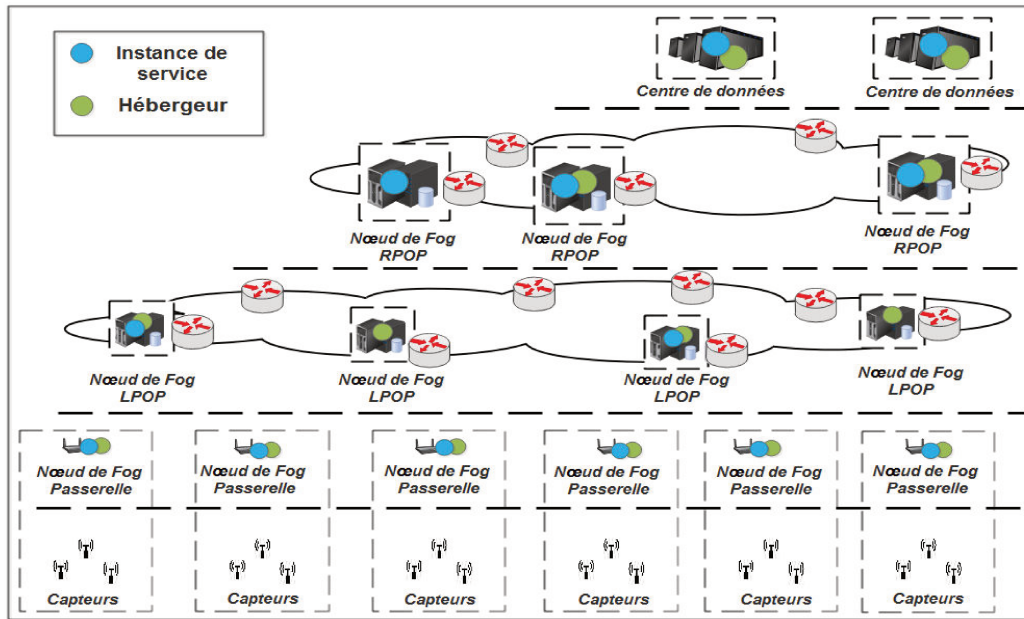 Instance de
service
Hébergeur
Centre de données
Centre de données
Nœud de Fog
RPOP
Nœud de Fog
RPOP
Nœud de Fog
RPOP
Nœud de Fog
LPOP
Nœud de Fog
LPOP
Nœud de Fog
LPOP
Nœud de Fog
LPOP
Nœud de Fog
Passerelle
Nœud de Fog
Passerelle
Nœud de Fog
Passerelle
Nœud de Fog
Passerelle
Nœud de Fog
Passerelle
Nœud de Fog
Passerelle
Capteurs
Capteurs
Capteurs
Capteurs
Capteurs
Capteurs